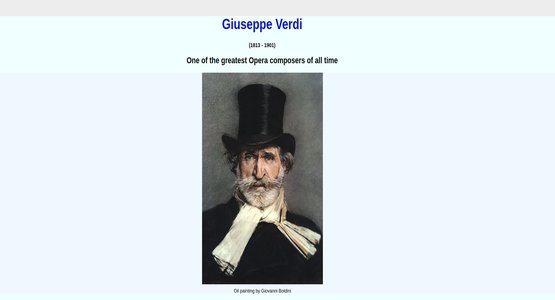 Giuseppe Verdi
(1813 - 1901)
One of the greatest Opera composers of all time
Oil painting by Giovanni Boldini